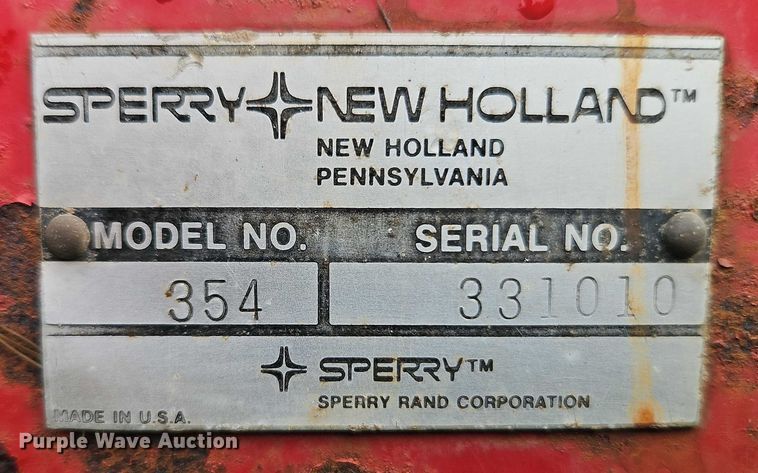 SPERRY NEW HOLLAND™
NEW HOLLAND
PENNSYLVANIA
MODEL NO. SERIAL NO.
354 331010
SPERRY™
SPERRY RAND CORPORATION
MADE IN U.S.A.
Purple Wave Auction